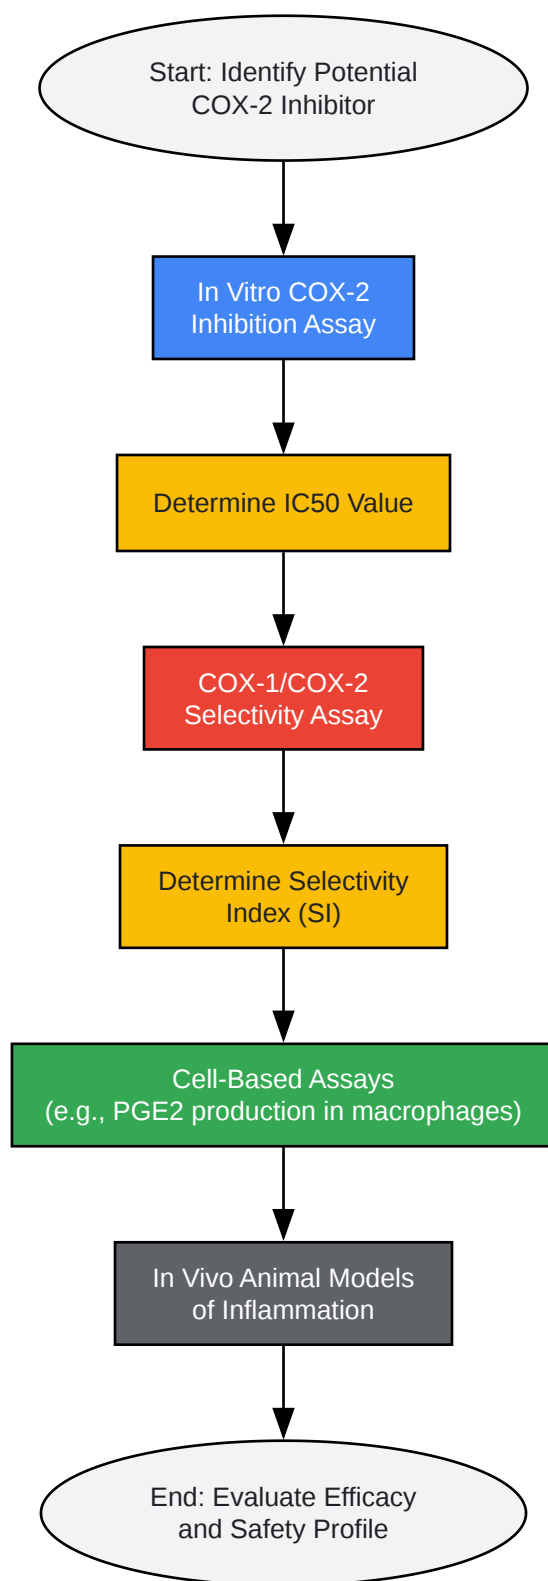 Start: Identify Potential
COX-2 Inhibitor
In Vitro COX-2
Inhibition Assay
Determine IC50 Value
COX-1/COX-2
Selectivity Assay
Determine Selectivity
Index (SI)
Cell-Based Assays
(e.g., PGE2 production in macrophages)
In Vivo Animal Models
of Inflammation
End: Evaluate Efficacy
and Safety Profile